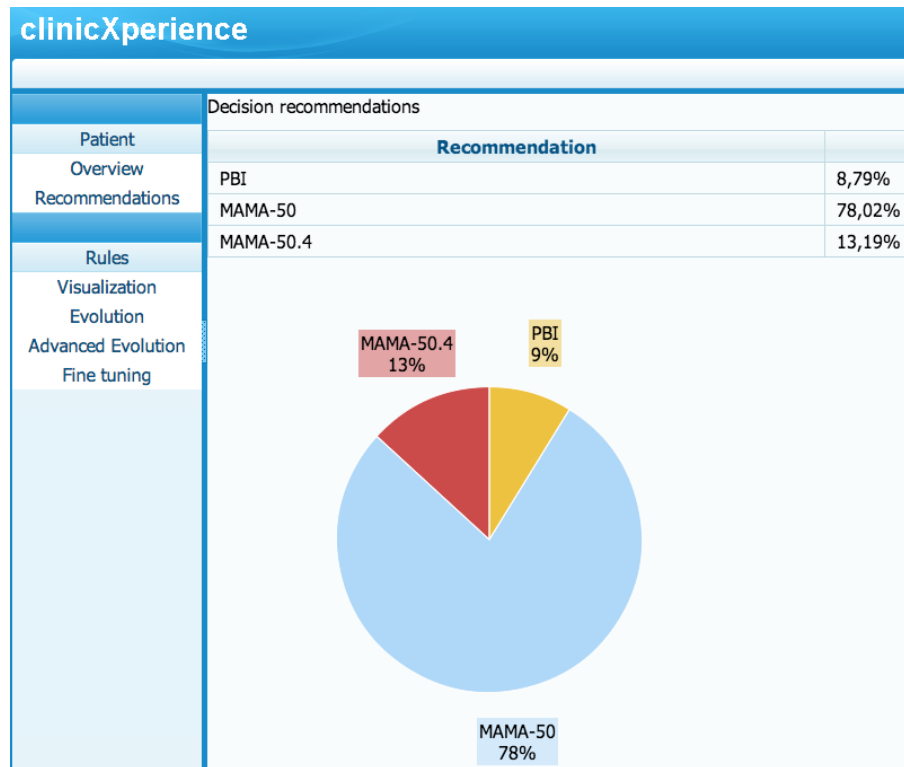 clinicXperience
Patient
Overview
Recommendations
Rules
Visualization
Evolution
Advanced Evolution
Fine tuning
Decision recommendations
Recommendation
PBI 8,79%
MAMA-50 78,02%
MAMA-50.4 13,19%
MAMA-50.4
13%
PBI
9%
MAMA-50
78%